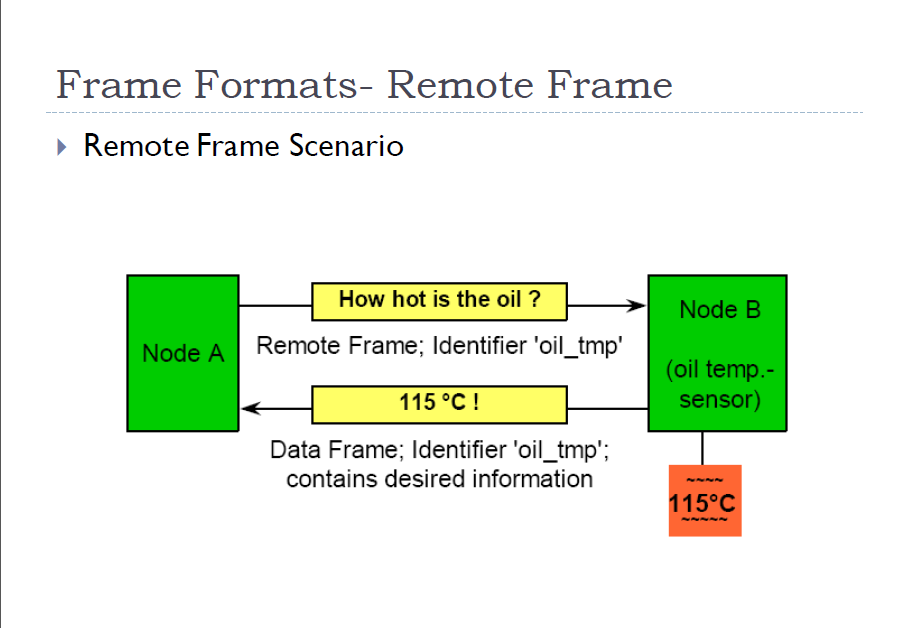 Frame Formats- Remote Frame
Remote Frame Scenario
How hot is the oil ?
Node A
Remote Frame; Identifier 'oil_tmp'
Node B
(oil temp.-
sensor)
115 °C !
Data Frame; Identifier 'oil_tmp';
contains desired information
~~~~
115°C
~~~~~